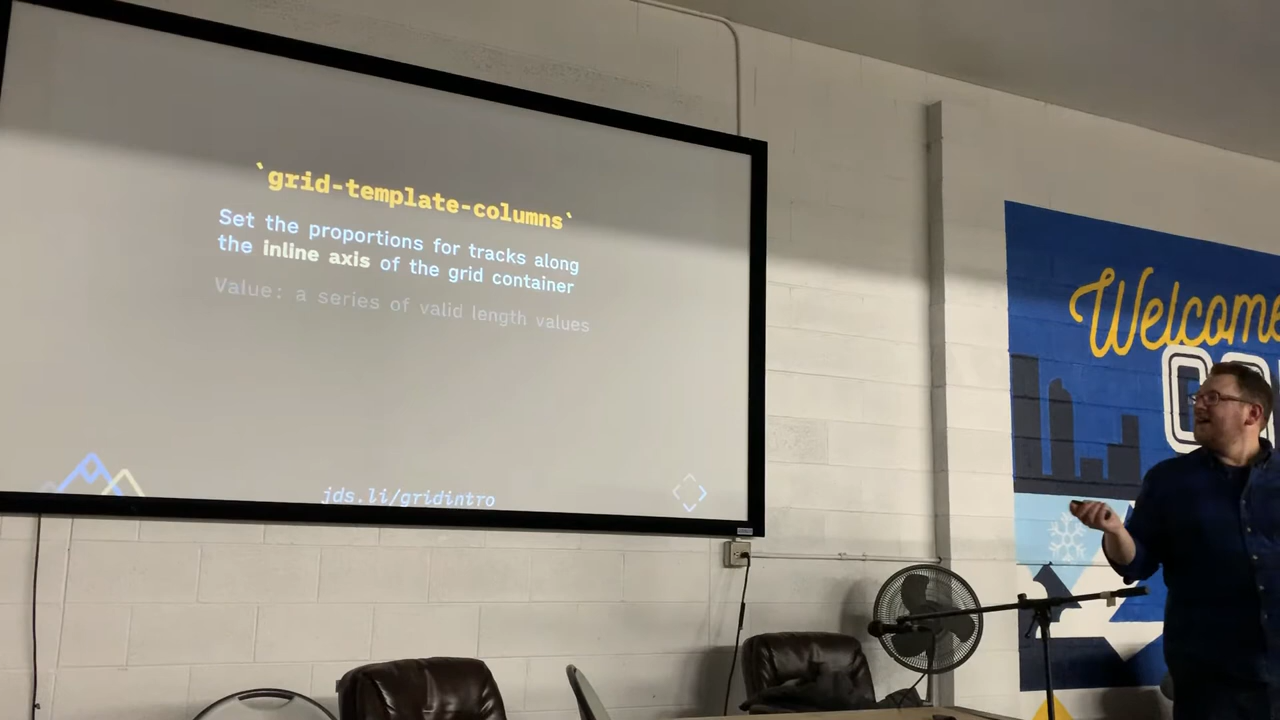 `grid-template-columns`
Set the proportions for tracks along
the inline axis of the grid container
Value: a series of valid length values
jds.li/gridintro
Welcome